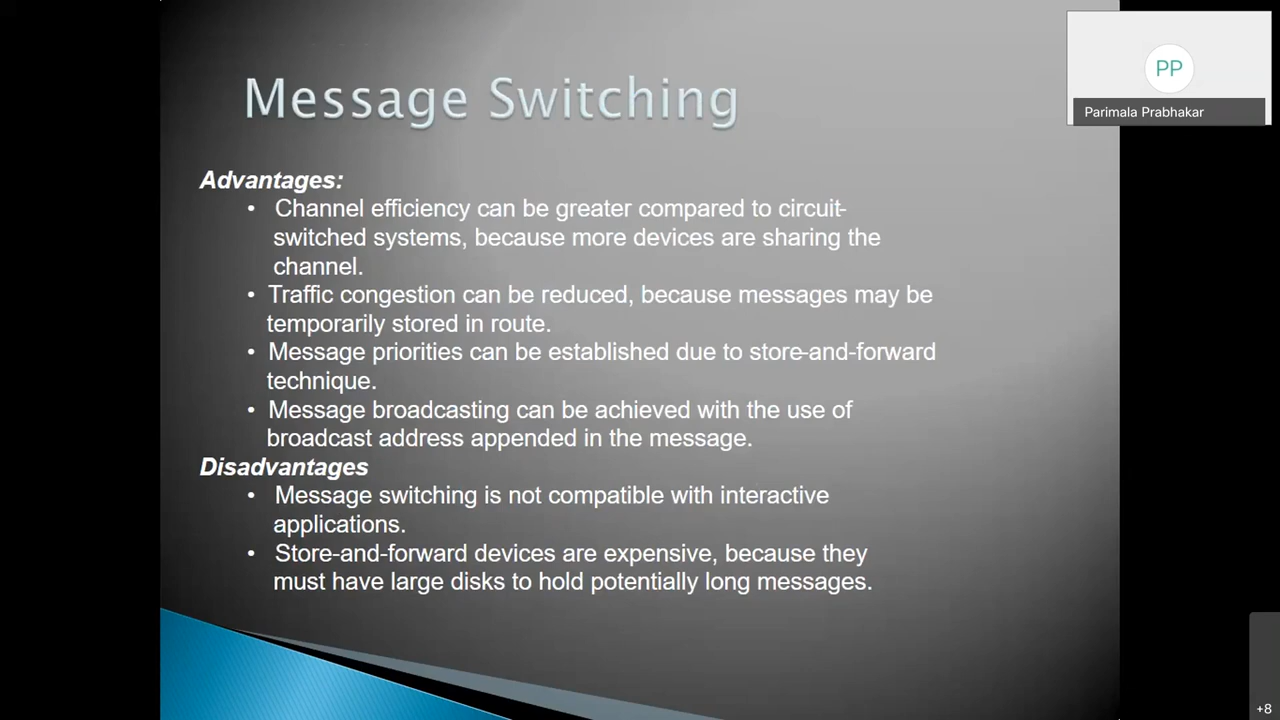 Message Switching
PP
Parimala Prabhakar
Advantages:
• Channel efficiency can be greater compared to circuit-
switched systems, because more devices are sharing the
channel.
• Traffic congestion can be reduced, because messages may be
temporarily stored in route.
• Message priorities can be established due to store-and-forward
technique.
• Message broadcasting can be achieved with the use of
broadcast address appended in the message.
Disadvantages
• Message switching is not compatible with interactive
applications.
• Store-and-forward devices are expensive, because they
must have large disks to hold potentially long messages.
+8